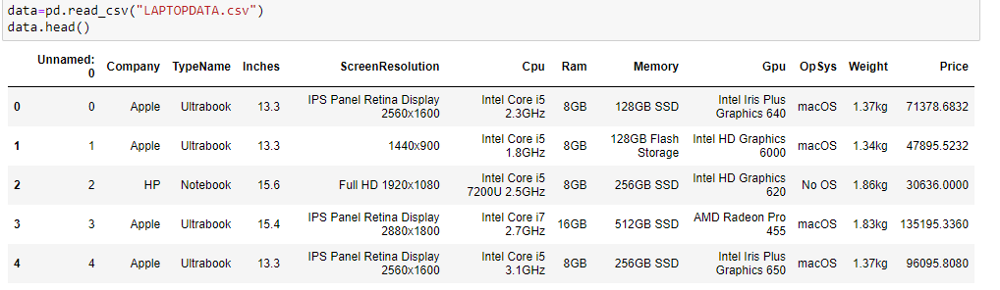 data=pd.read_csv("LAPTOPDATA.csv")
data.head()
Unnamed: 0 Company TypeName Inches ScreenResolution Cpu Ram Memory Gpu OpSys Weight Price
0 0 Apple Ultrabook 13.3 IPS Panel Retina Display 2560x1600 Intel Core i5 2.3GHz 8GB 128GB SSD Intel Iris Plus Graphics 640 macOS 1.37kg 71378.6832
1 1 Apple Ultrabook 13.3 1440x900 Intel Core i5 1.8GHz 8GB 128GB Flash Storage Intel HD Graphics 6000 macOS 1.34kg 47895.5232
2 2 HP Notebook 15.6 Full HD 1920x1080 Intel Core i5 7200U 2.5GHz 8GB 256GB SSD Intel HD Graphics 620 No OS 1.86kg 30636.0000
3 3 Apple Ultrabook 15.4 IPS Panel Retina Display 2880x1800 Intel Core i7 2.7GHz 16GB 512GB SSD AMD Radeon Pro 455 macOS 1.83kg 135195.3360
4 4 Apple Ultrabook 13.3 IPS Panel Retina Display 2560x1600 Intel Core i5 3.1GHz 8GB 256GB SSD Intel Iris Plus Graphics 650 macOS 1.37kg 96095.8080